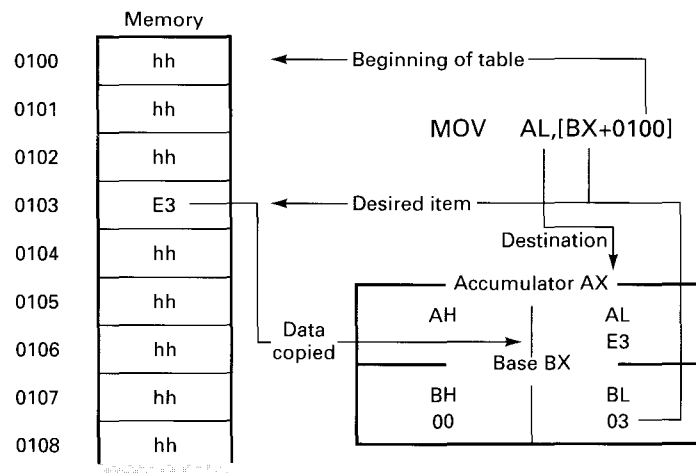 Memory
0100 hh Beginning of table
0101 hh
MOV AL,[BX+0100]
0102 hh
0103 E3 Desired item
0104 hh
Destination
0105 hh
Accumulator AX
AH AL
E3
0106 hh
Data
copied
Base BX
0107 hh
BH BL
00 03
0108 hh